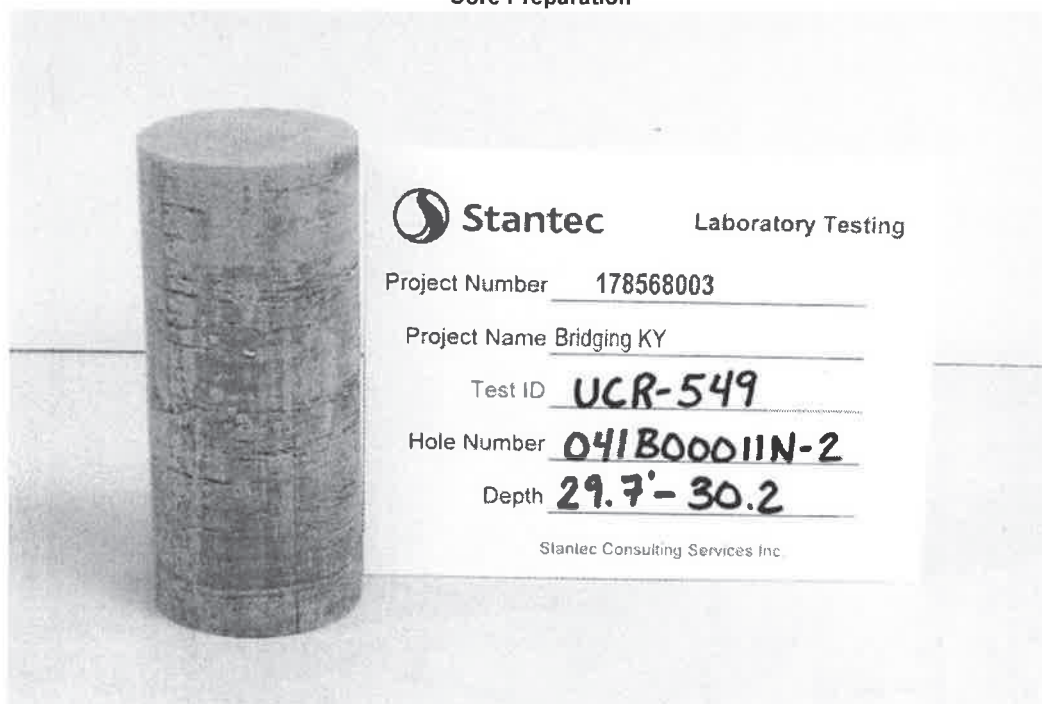 Core Preparation
Stantec Laboratory Testing
Project Number 178568003
Project Name Bridging KY
Test ID UCR-549
Hole Number 041B00011N-2
Depth 29.7'- 30.2
Stantec Consulting Services Inc.